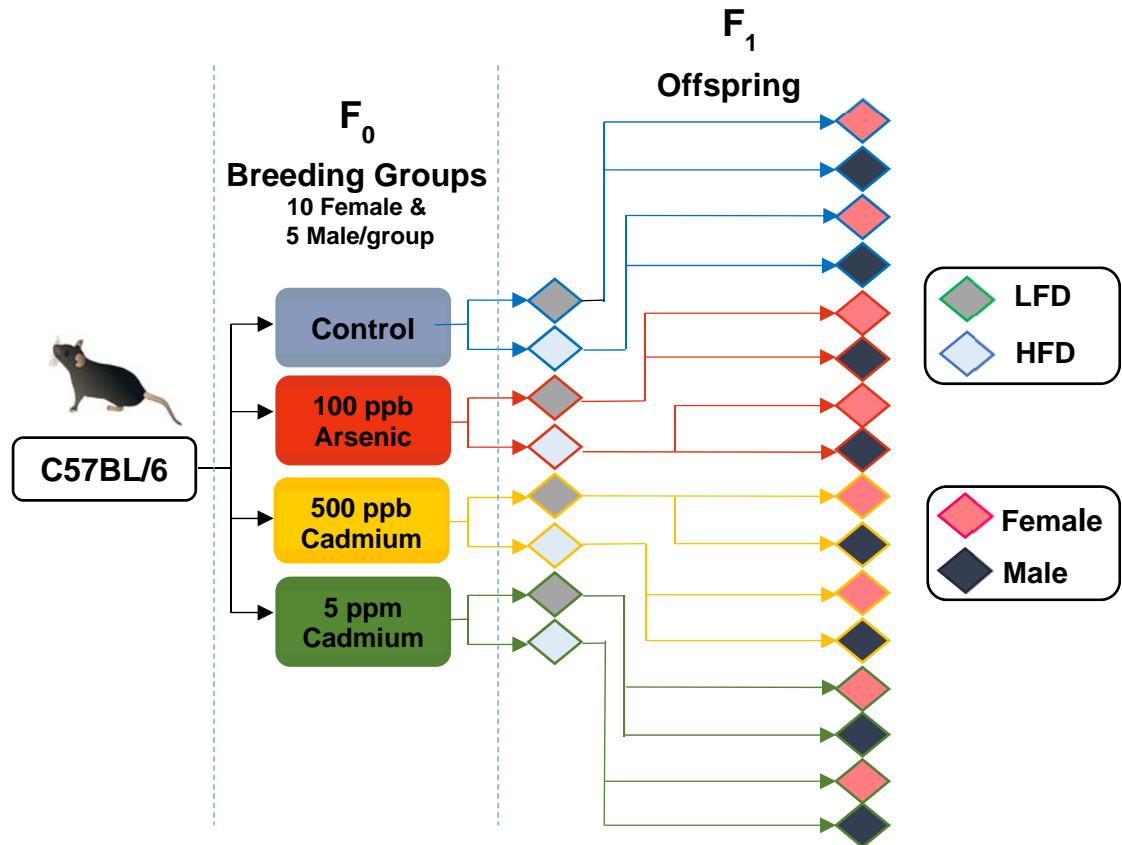 F1
Offspring
F0
Breeding Groups
10 Female &
5 Male/group
Control
100 ppb
Arsenic
C57BL/6
500 ppb
Cadmium
5 ppm
Cadmium
LFD
HFD
Female
Male